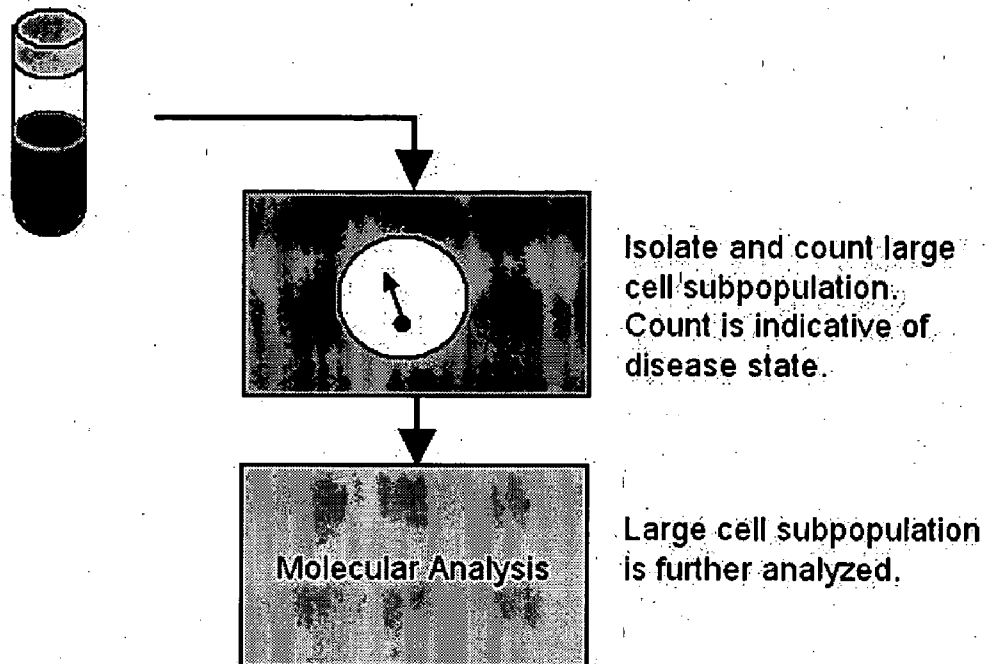 Isolate and count large
cell subpopulation.
Count is indicative of
disease state.
Molecular Analysis
Large cell subpopulation
is further analyzed.